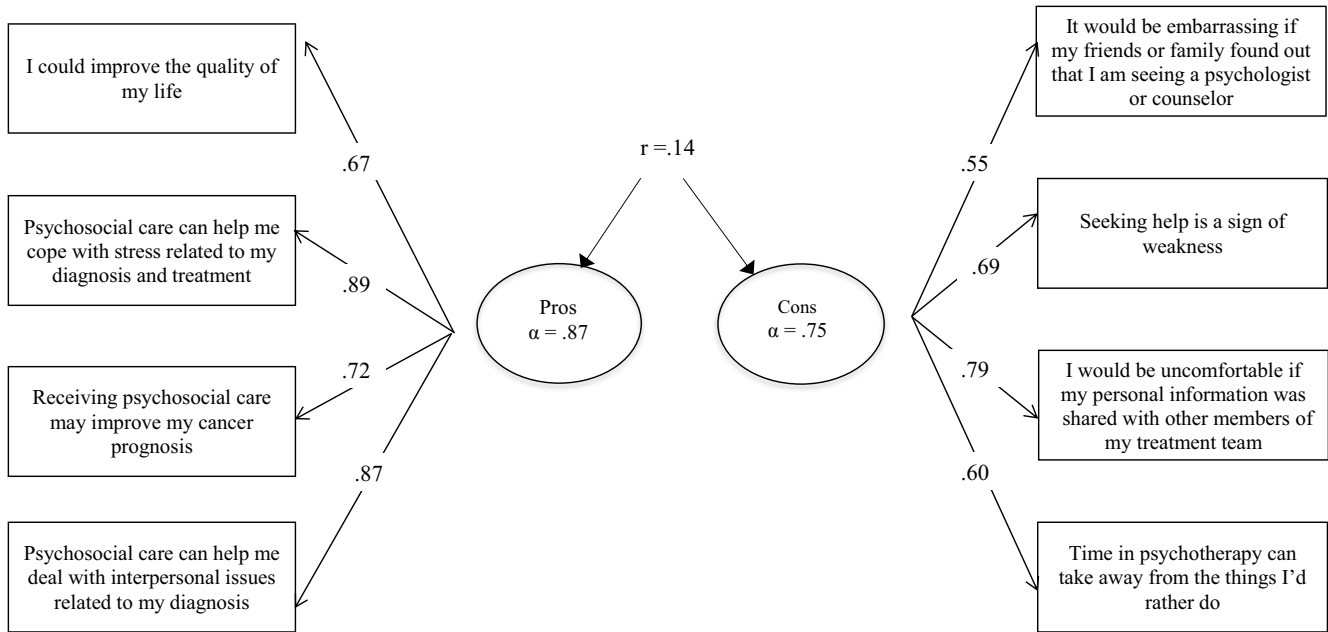 I could improve the quality of
my life
.67
Psychosocial care can help me
cope with stress related to my
diagnosis and treatment
.89
Receiving psychosocial care
may improve my cancer
prognosis
.72
Psychosocial care can help me
deal with interpersonal issues
related to my diagnosis
.87
r =.14
Pros
α = .87
Cons
α = .75
It would be embarrassing if
my friends or family found out
that I am seeing a psychologist
or counselor
.55
Seeking help is a sign of
weakness
.69
I would be uncomfortable if
my personal information was
shared with other members of
my treatment team
.79
Time in psychotherapy can
take away from the things I’d
rather do
.60